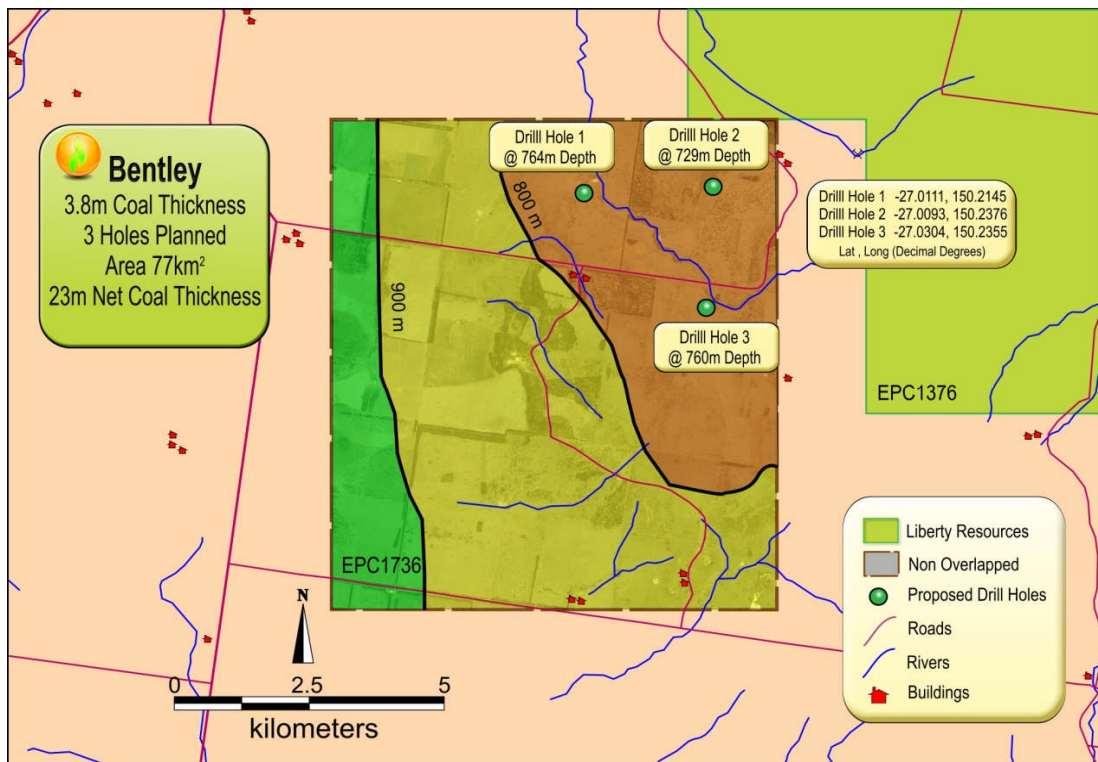 Bentley
3.8m Coal Thickness
3 Holes Planned
Area 77km²
23m Net Coal Thickness
Drilll Hole 1
@ 764m Depth
Drilll Hole 2
@ 729m Depth
Drilll Hole 1 -27.0111, 150.2145
Drilll Hole 2 -27.0093, 150.2376
Drilll Hole 3 -27.0304, 150.2355
Lat , Long (Decimal Degrees)
800 m
900 m
Drilll Hole 3
@ 760m Depth
EPC1376
EPC1736
Liberty Resources
Non Overlapped
Proposed Drill Holes
Roads
Rivers
Buildings
N
0 2.5 5
kilometers